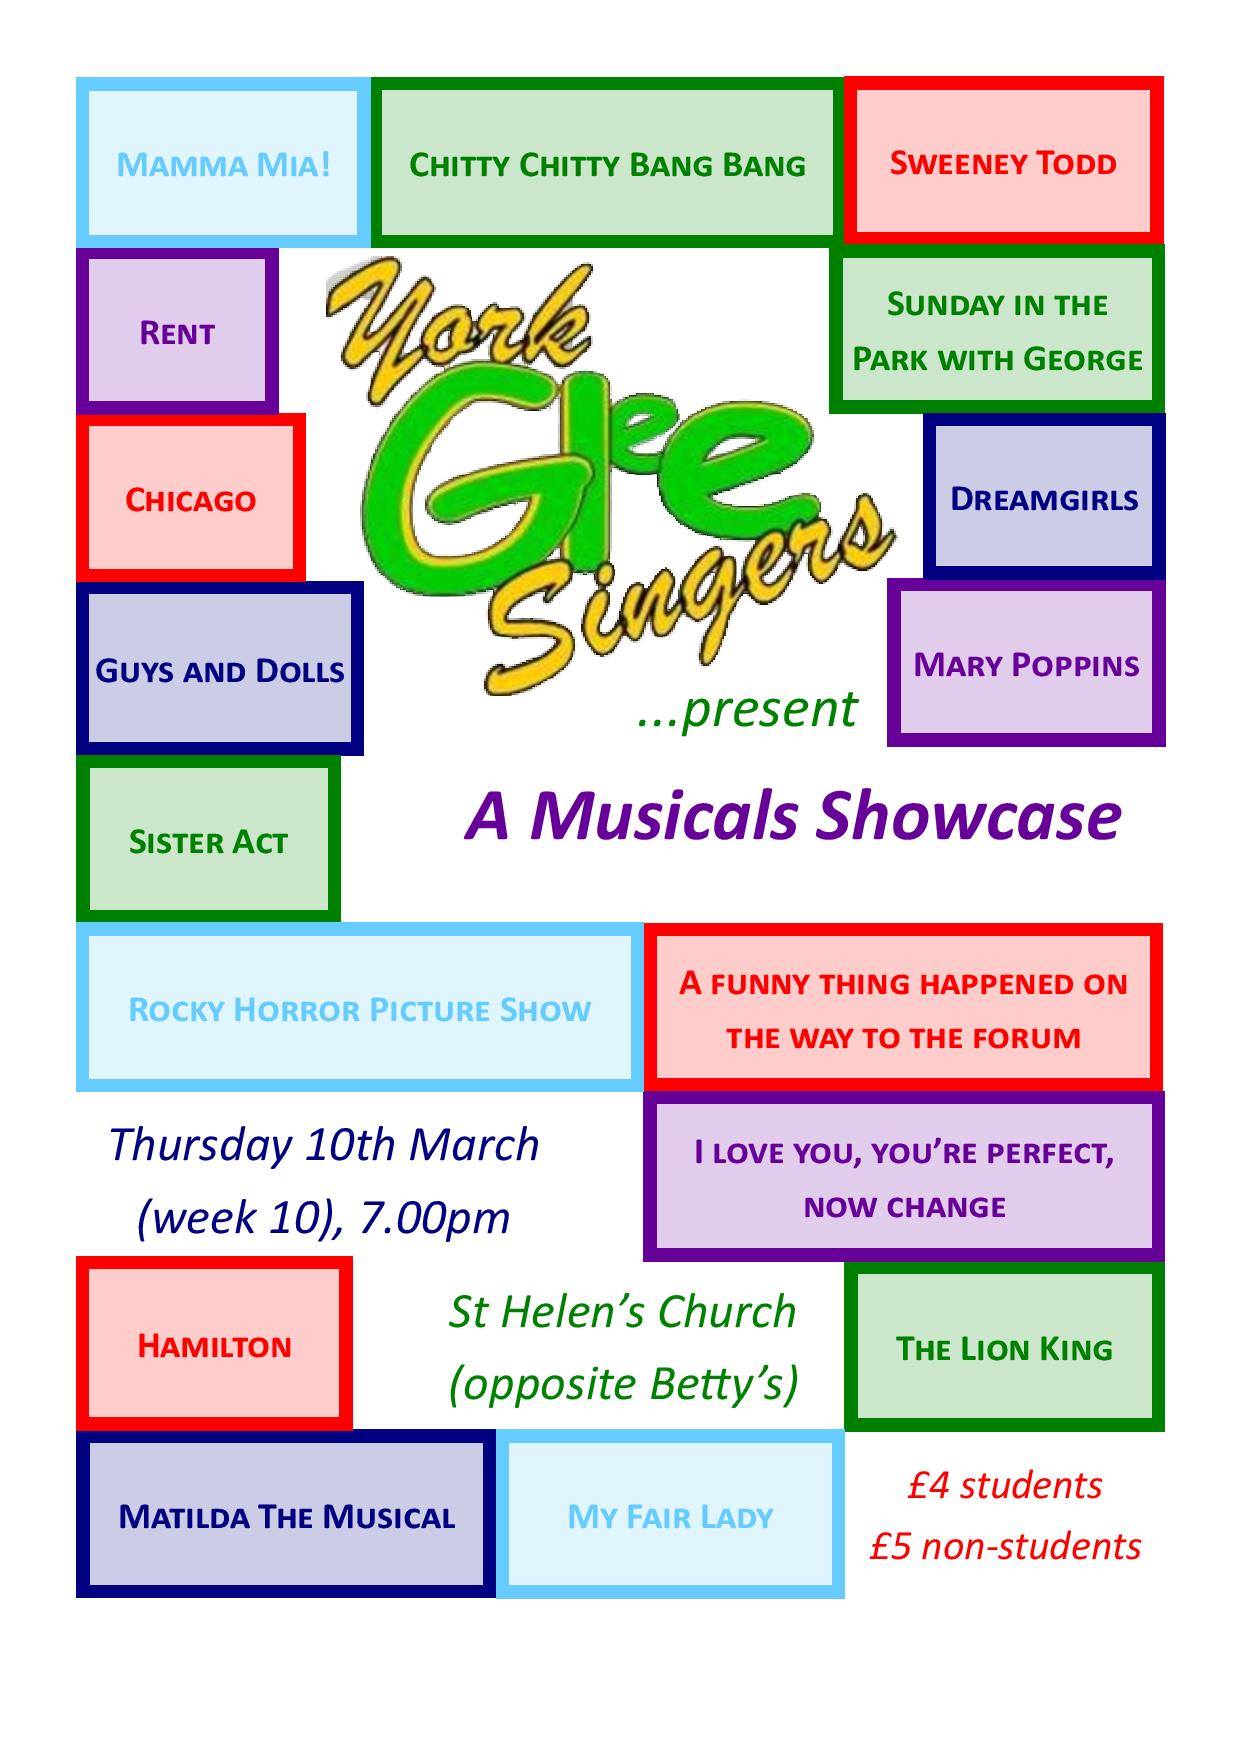 Mamma Mia!
Chitty Chitty Bang Bang
Sweeney Todd
Rent
York
Glee
Singers
Sunday in the
Park with George
Chicago
Dreamgirls
Guys and Dolls
Mary Poppins
...present
A Musicals Showcase
Sister Act
Rocky Horror Picture Show
A funny thing happened on
the way to the forum
Thursday 10th March
(week 10), 7.00pm
I love you, you’re perfect,
now change
Hamilton
St Helen’s Church
(opposite Betty’s)
The Lion King
Matilda The Musical
My Fair Lady
£4 students
£5 non-students